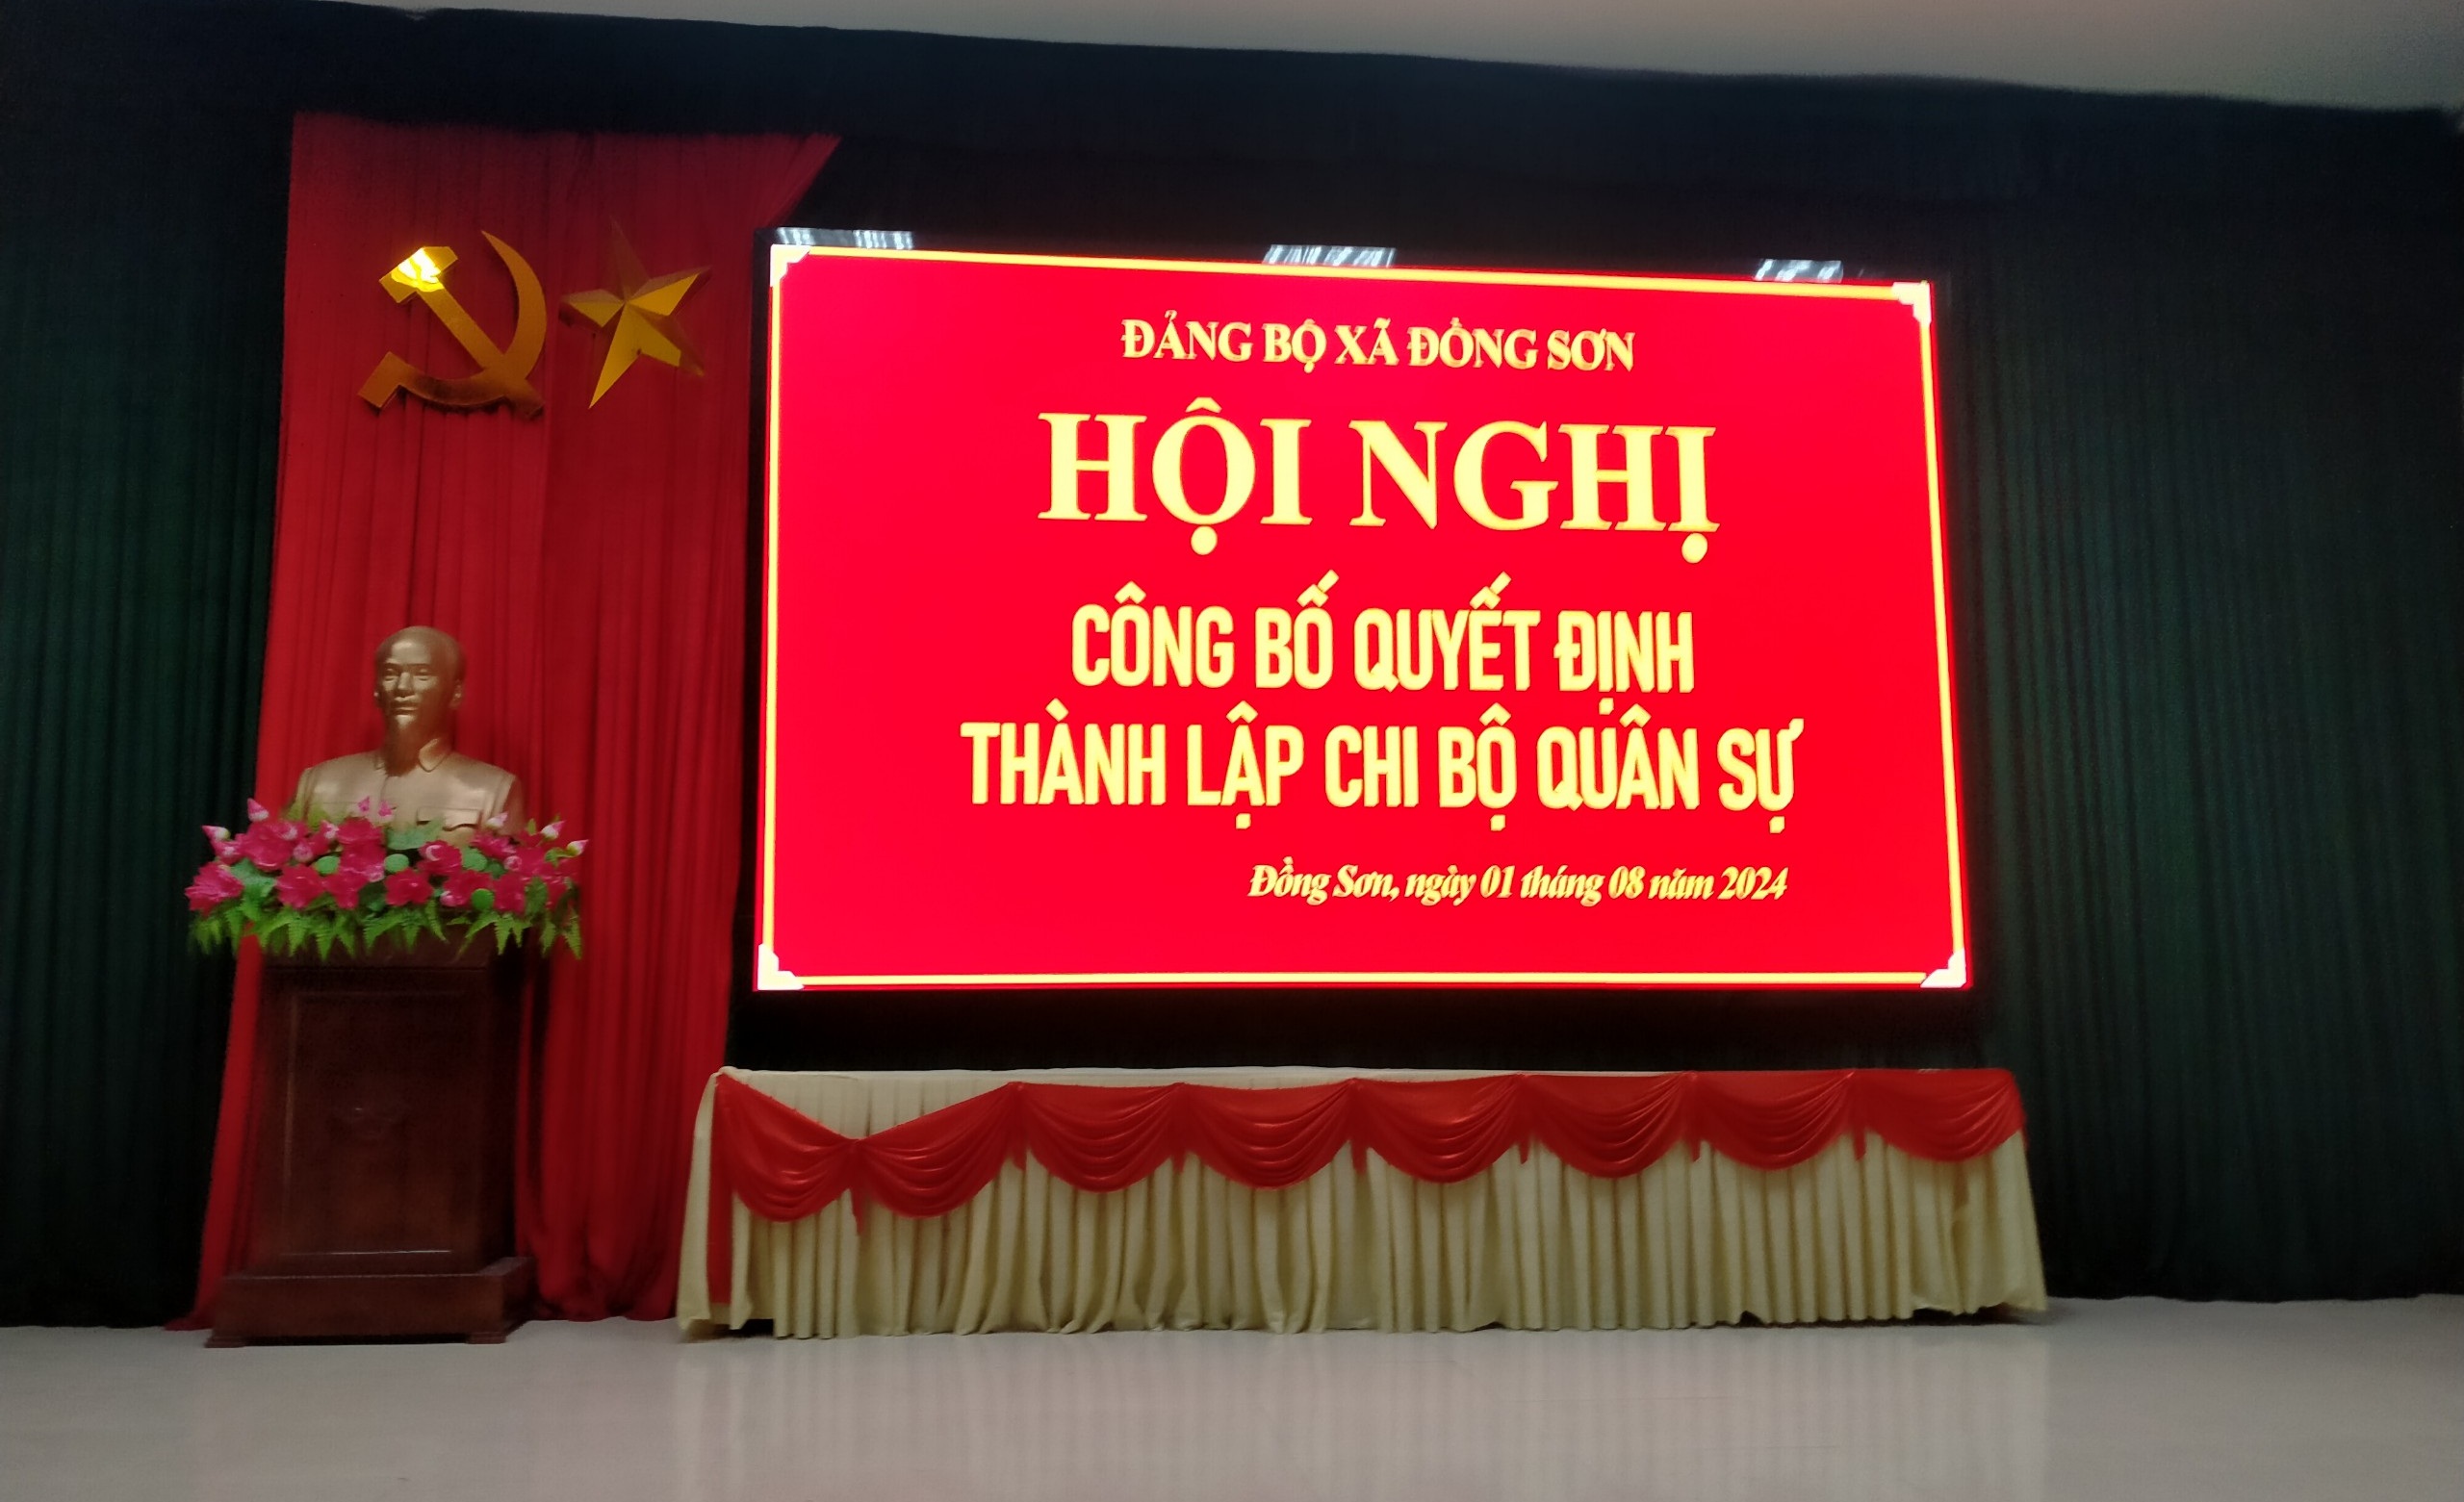 ĐẢNG BỘ XÃ ĐỒNG SƠN
HỘI NGHỊ
CÔNG BỐ QUYẾT ĐỊNH
THÀNH LẬP CHI BỘ QUÂN SỰ
Đồng Sơn, ngày 01 tháng 08 năm 2024